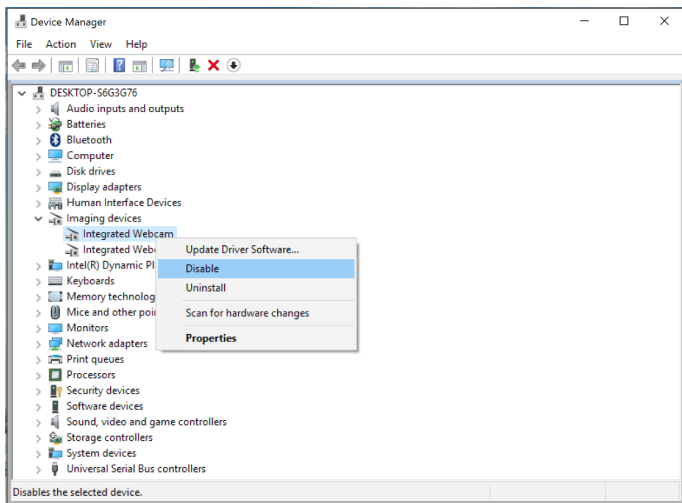 Device Manager
File Action View Help
DESKTOP-S6G3G76
Audio inputs and outputs
Batteries
Bluetooth
Computer
Disk drives
Display adapters
Human Interface Devices
Imaging devices
Integrated Webcam
Integrated Web
Intel(R) Dynamic Pl
Keyboards
Memory technolog
Mice and other poi
Monitors
Network adapters
Print queues
Processors
Security devices
Software devices
Sound, video and game controllers
Storage controllers
System devices
Universal Serial Bus controllers
Update Driver Software...
Disable
Uninstall
Scan for hardware changes
Properties
Disables the selected device.